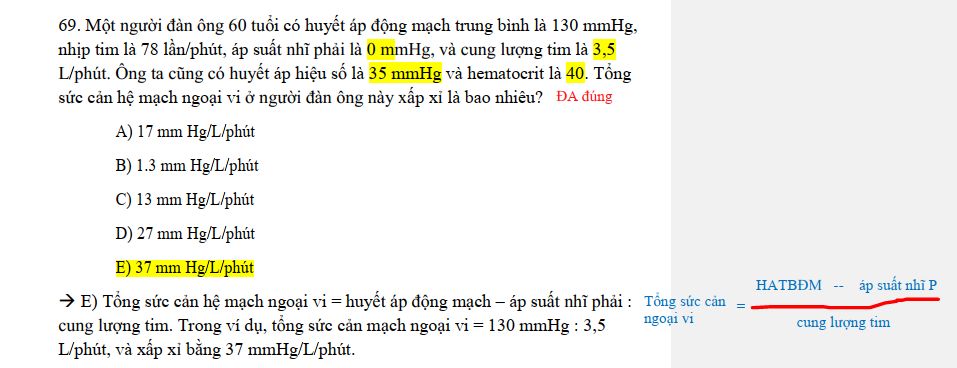 69. Một người đàn ông 60 tuổi có huyết áp động mạch trung bình là 130 mmHg,
nhịp tim là 78 lần/phút, áp suất nhĩ phải là 0 mmHg, và cung lượng tim là 3,5
L/phút. Ông ta cũng có huyết áp hiệu số là 35 mmHg và hematocrit là 40. Tổng
sức cản hệ mạch ngoại vi ở người đàn ông này xấp xỉ là bao nhiêu? ĐA đúng
A) 17 mm Hg/L/phút
B) 1.3 mm Hg/L/phút
C) 13 mm Hg/L/phút
D) 27 mm Hg/L/phút
E) 37 mm Hg/L/phút
→ E) Tổng sức cản hệ mạch ngoại vi = huyết áp động mạch – áp suất nhĩ phải :
cung lượng tim. Trong ví dụ, tổng sức cản mạch ngoại vi = 130 mmHg : 3,5
L/phút, và xấp xỉ bằng 37 mmHg/L/phút.
Tổng sức cản
ngoại vi
=
HATBĐM -- áp suất nhĩ P
cung lượng tim